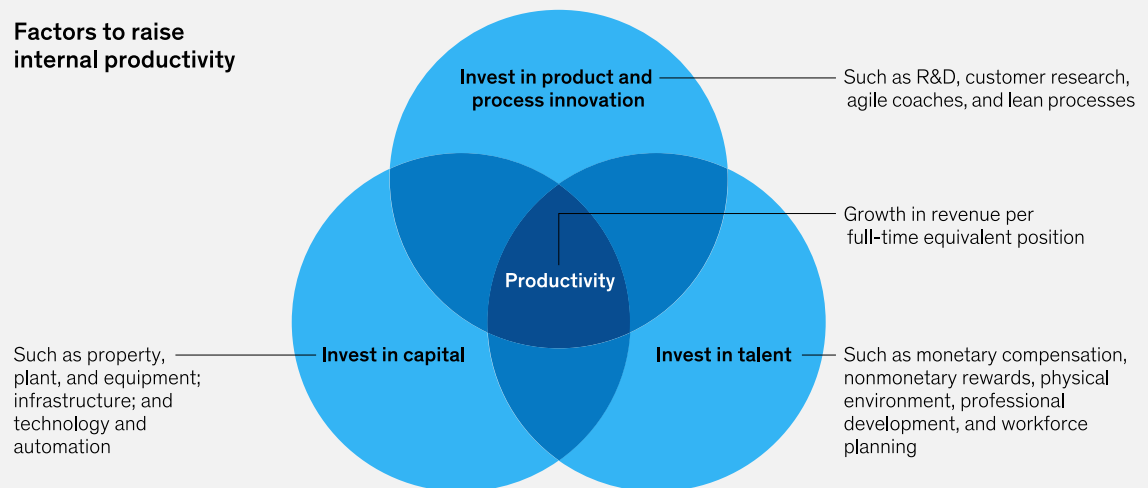 Factors to raise
internal productivity
Invest in product and
process innovation
Such as R&D, customer research,
agile coaches, and lean processes
Growth in revenue per
full-time equivalent position
Productivity
Such as property,
plant, and equipment;
infrastructure; and
technology and
automation
Invest in capital
Invest in talent
Such as monetary compensation,
nonmonetary rewards, physical
environment, professional
development, and workforce
planning